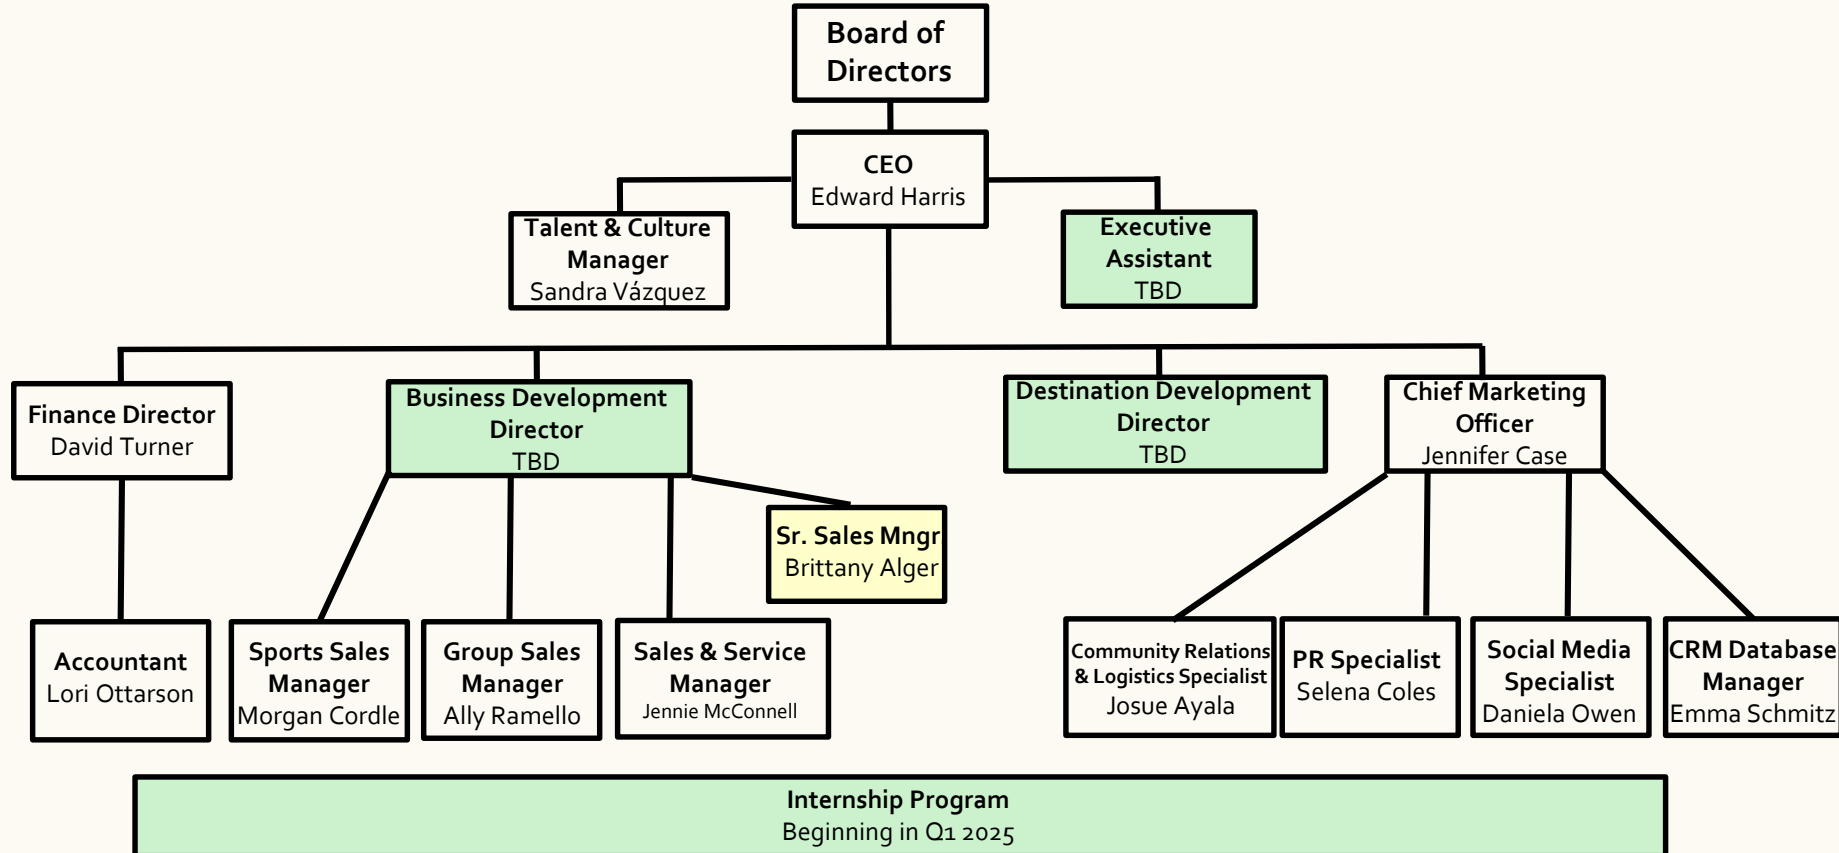 Board of
Directors
CEO
Edward Harris
Talent & Culture
Manager
Sandra Vázquez
Executive
Assistant
TBD
Finance Director
David Turner
Business Development
Director
TBD
Destination Development
Director
TBD
Chief Marketing
Officer
Jennifer Case
Sr. Sales Mngr
Brittany Alger
Accountant
Lori Ottarson
Sports Sales
Manager
Morgan Cordle
Group Sales
Manager
Ally Ramello
Sales & Service
Manager
Jennie McConnell
Community Relations
& Logistics Specialist
Josue Ayala
PR Specialist
Selena Coles
Social Media
Specialist
Daniela Owen
CRM Database
Manager
Emma Schmitz
Internship Program
Beginning in Q1 2025